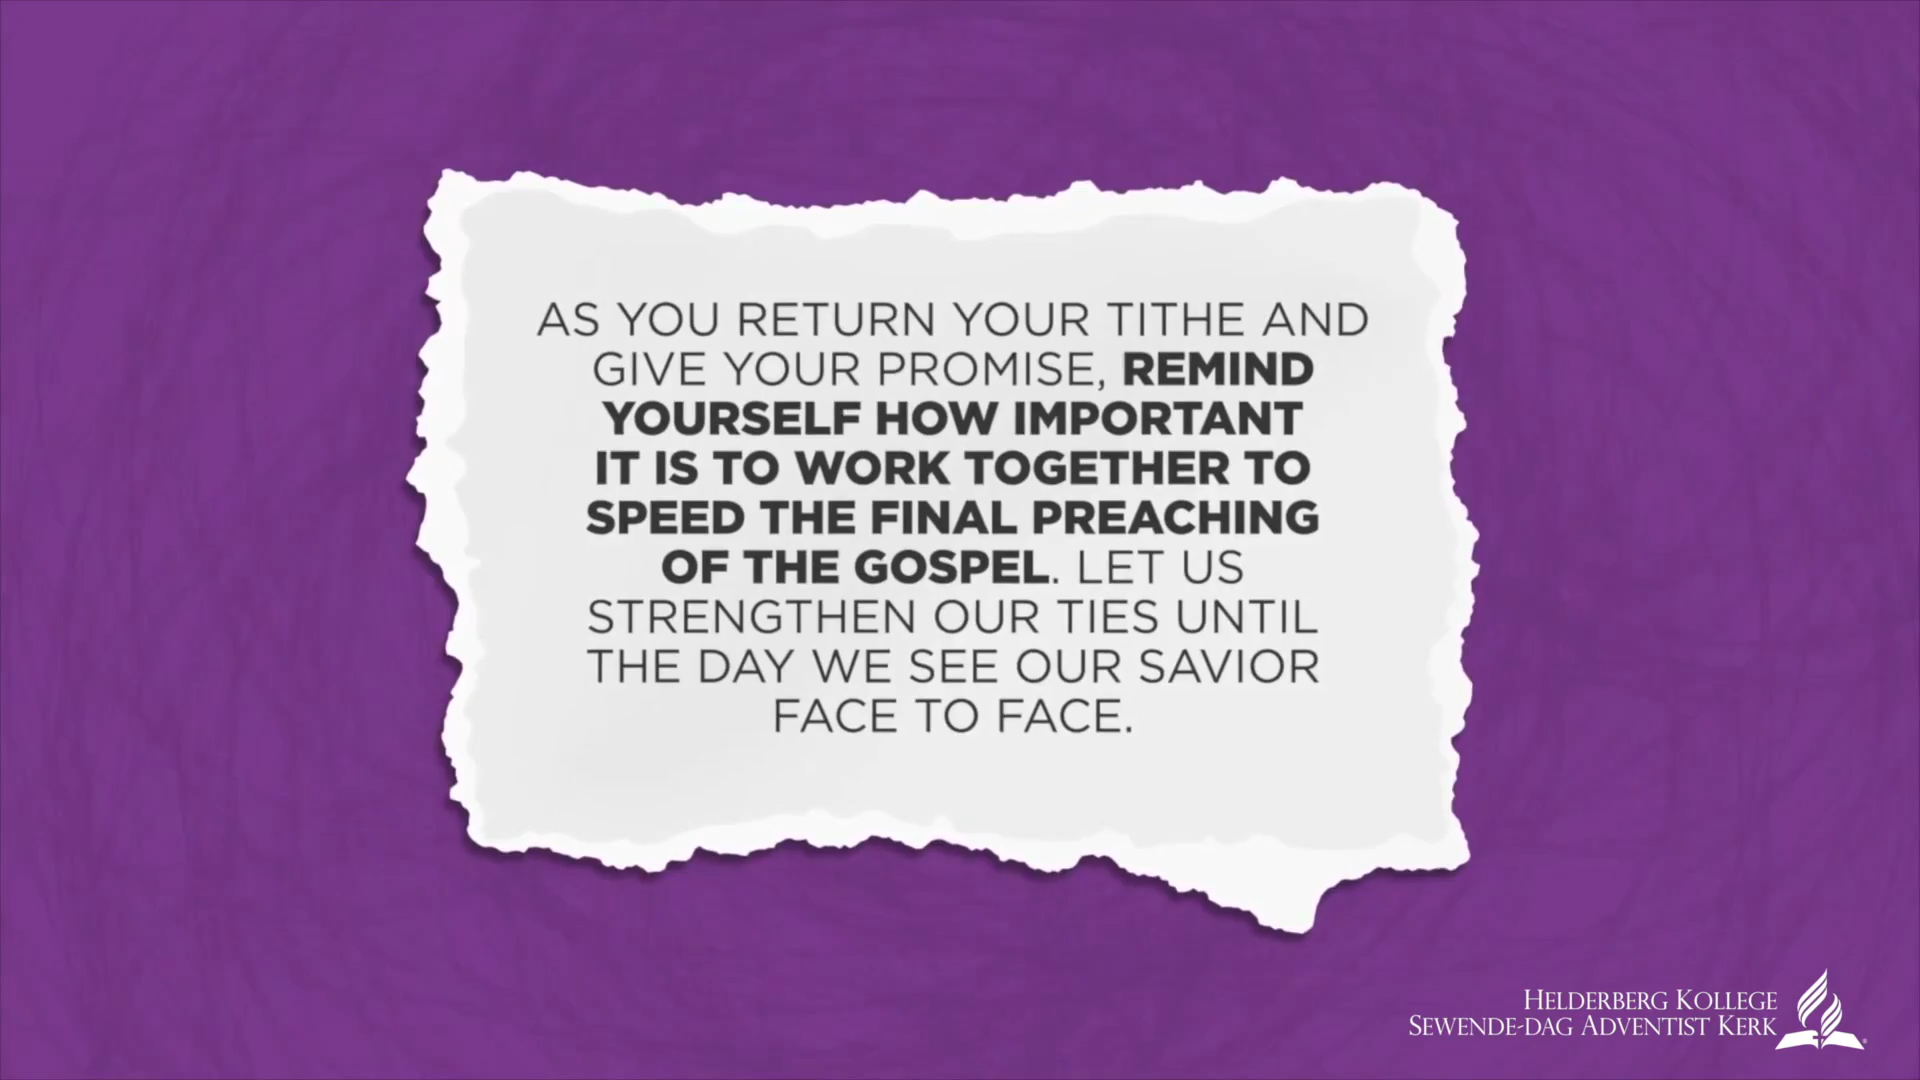 AS YOU RETURN YOUR TITHE AND
GIVE YOUR PROMISE, REMIND
YOURSELF HOW IMPORTANT
IT IS TO WORK TOGETHER TO
SPEED THE FINAL PREACHING
OF THE GOSPEL. LET US
STRENGTHEN OUR TIES UNTIL
THE DAY WE SEE OUR SAVIOR
FACE TO FACE.
HELDERBERG KOLLEGE
SEWENDE-DAG ADVENTIST KERK